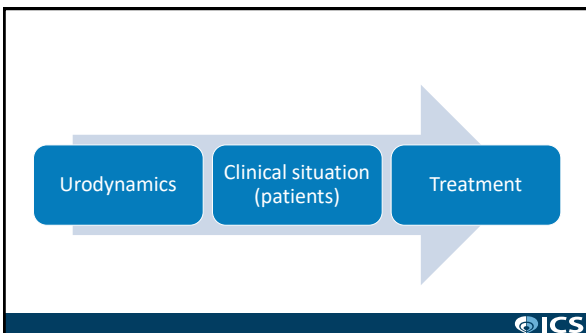 Urodynamics
Clinical situation
(patients)
Treatment
ICS